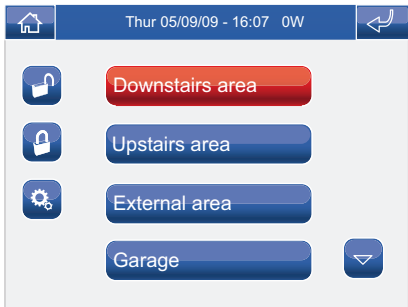 Thur 05/09/09 - 16:07 0W
Downstairs area
Upstairs area
External area
Garage